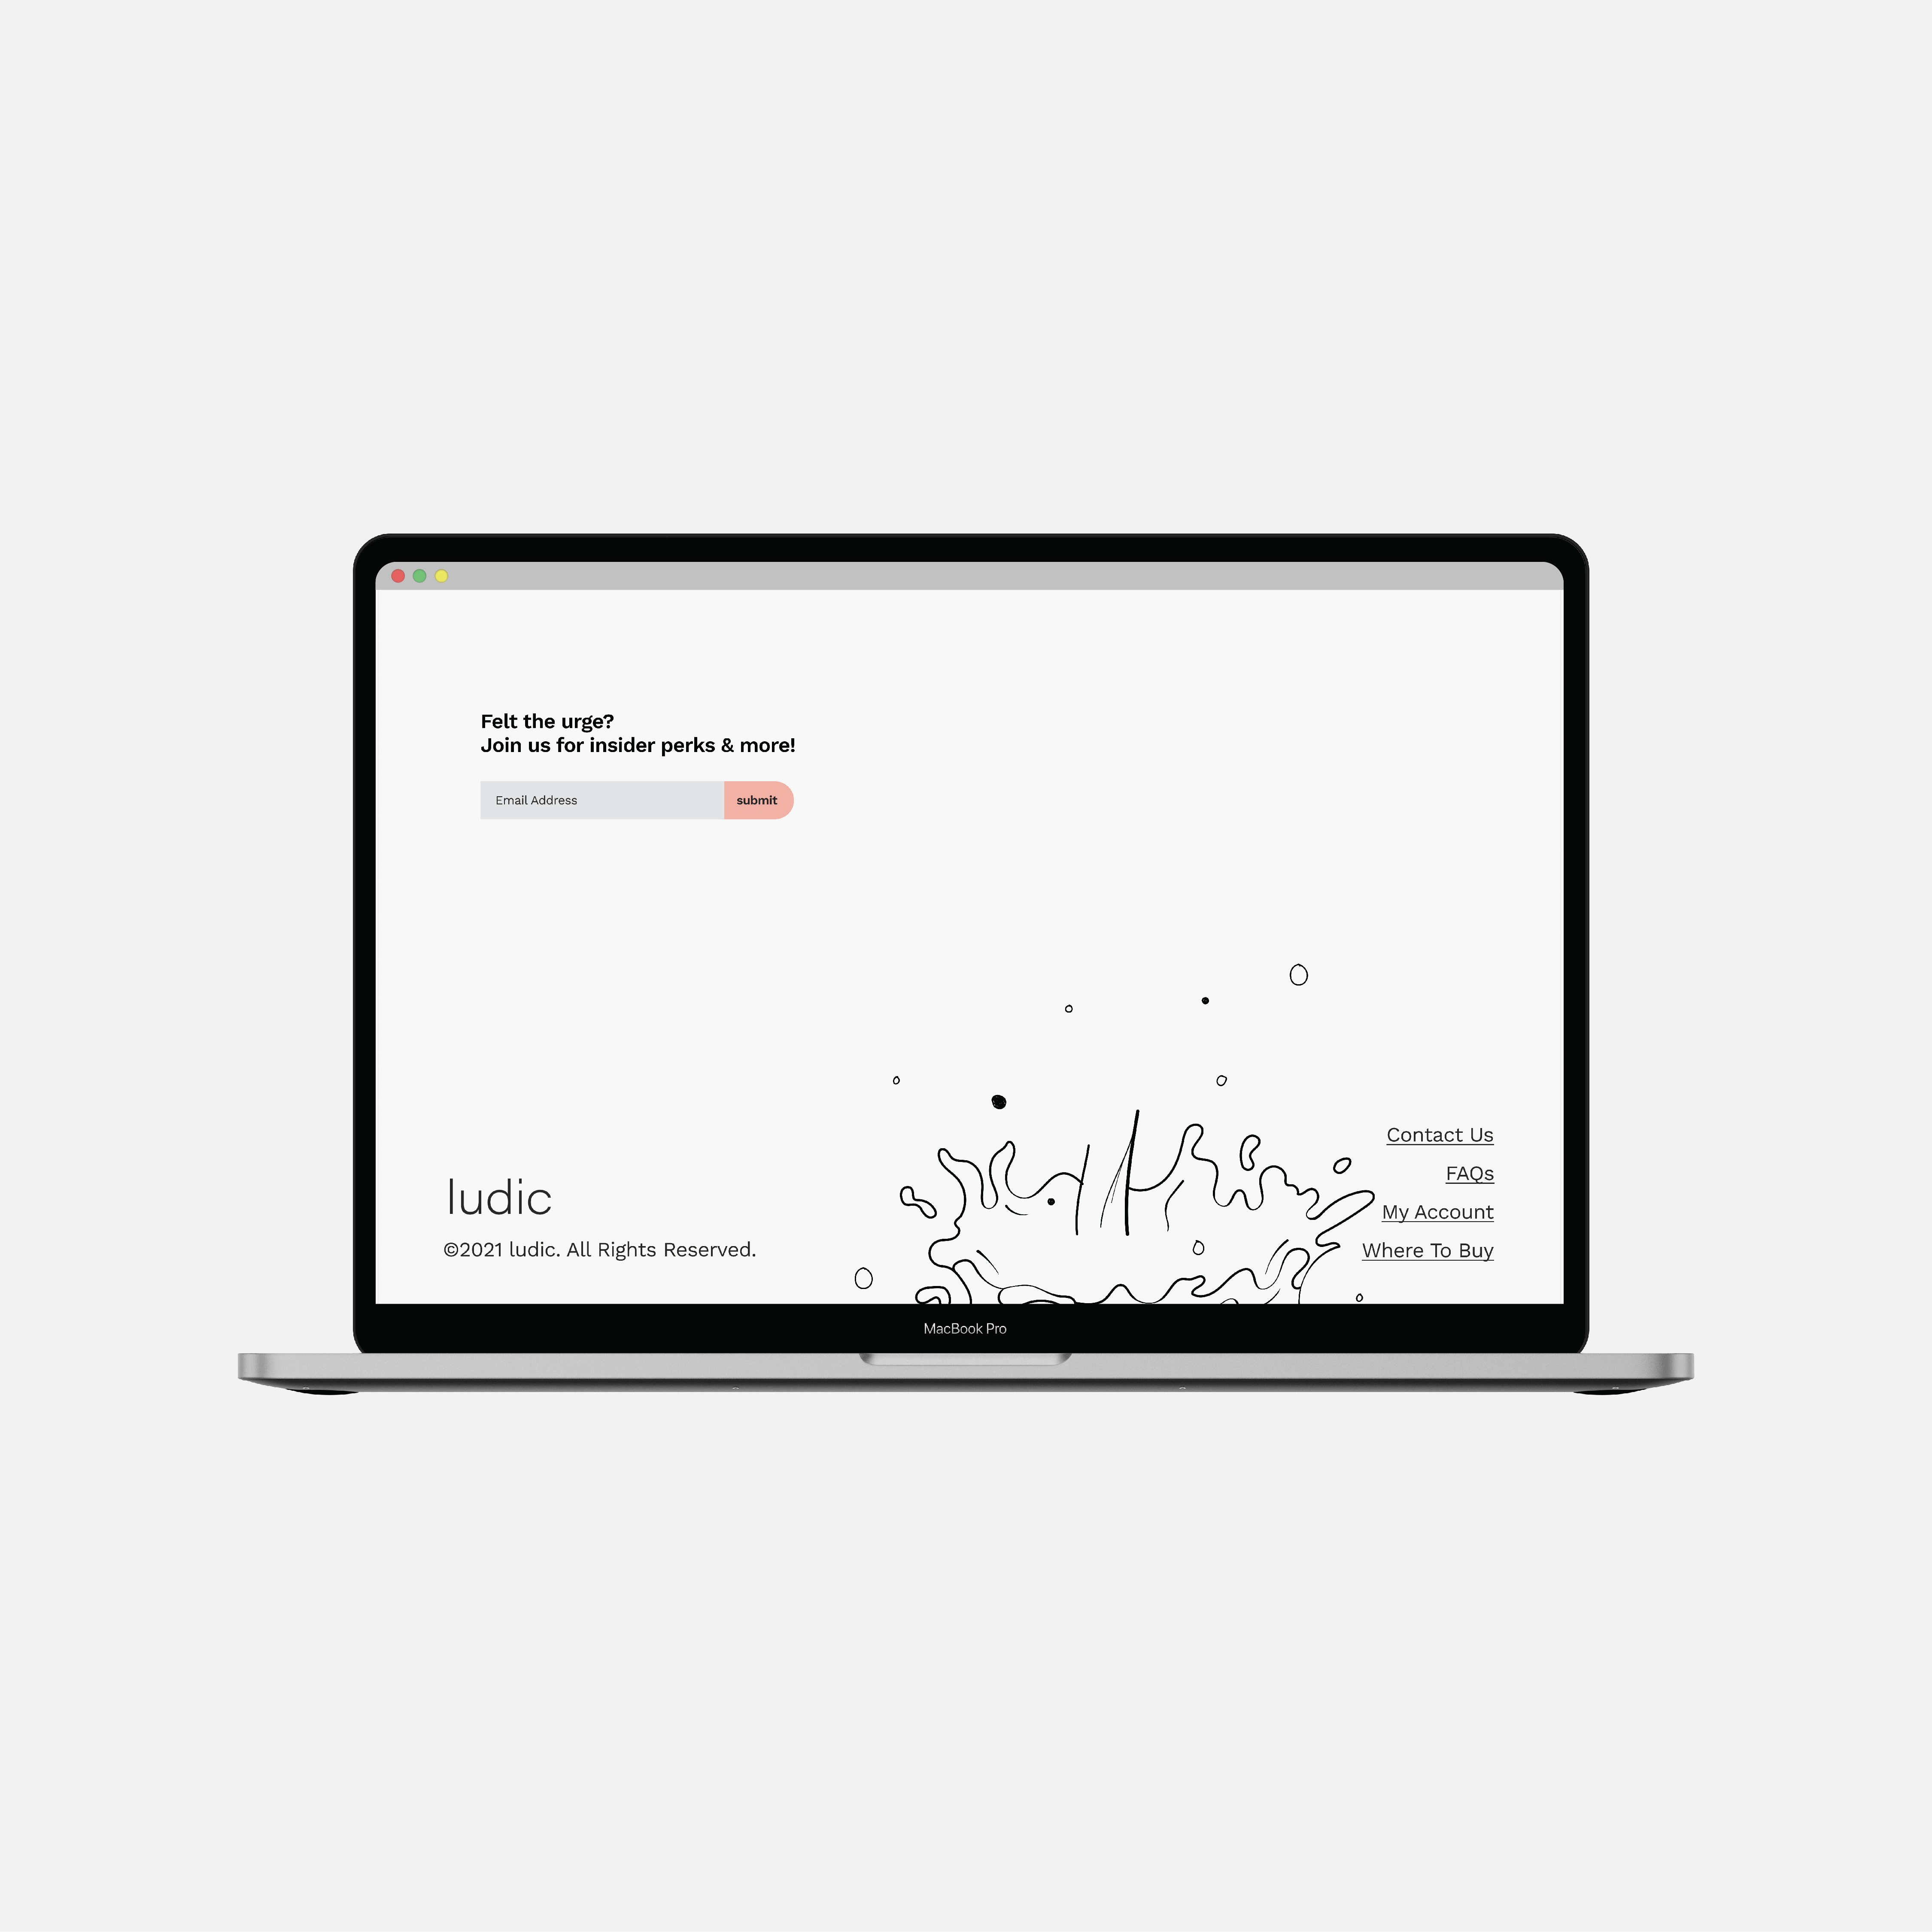 Felt the urge?
Join us for insider perks & more!
Email Address
submit
Contact Us
FAQs
My Account
Where To Buy
ludic
©2021 ludic. All Rights Reserved.
MacBook Pro